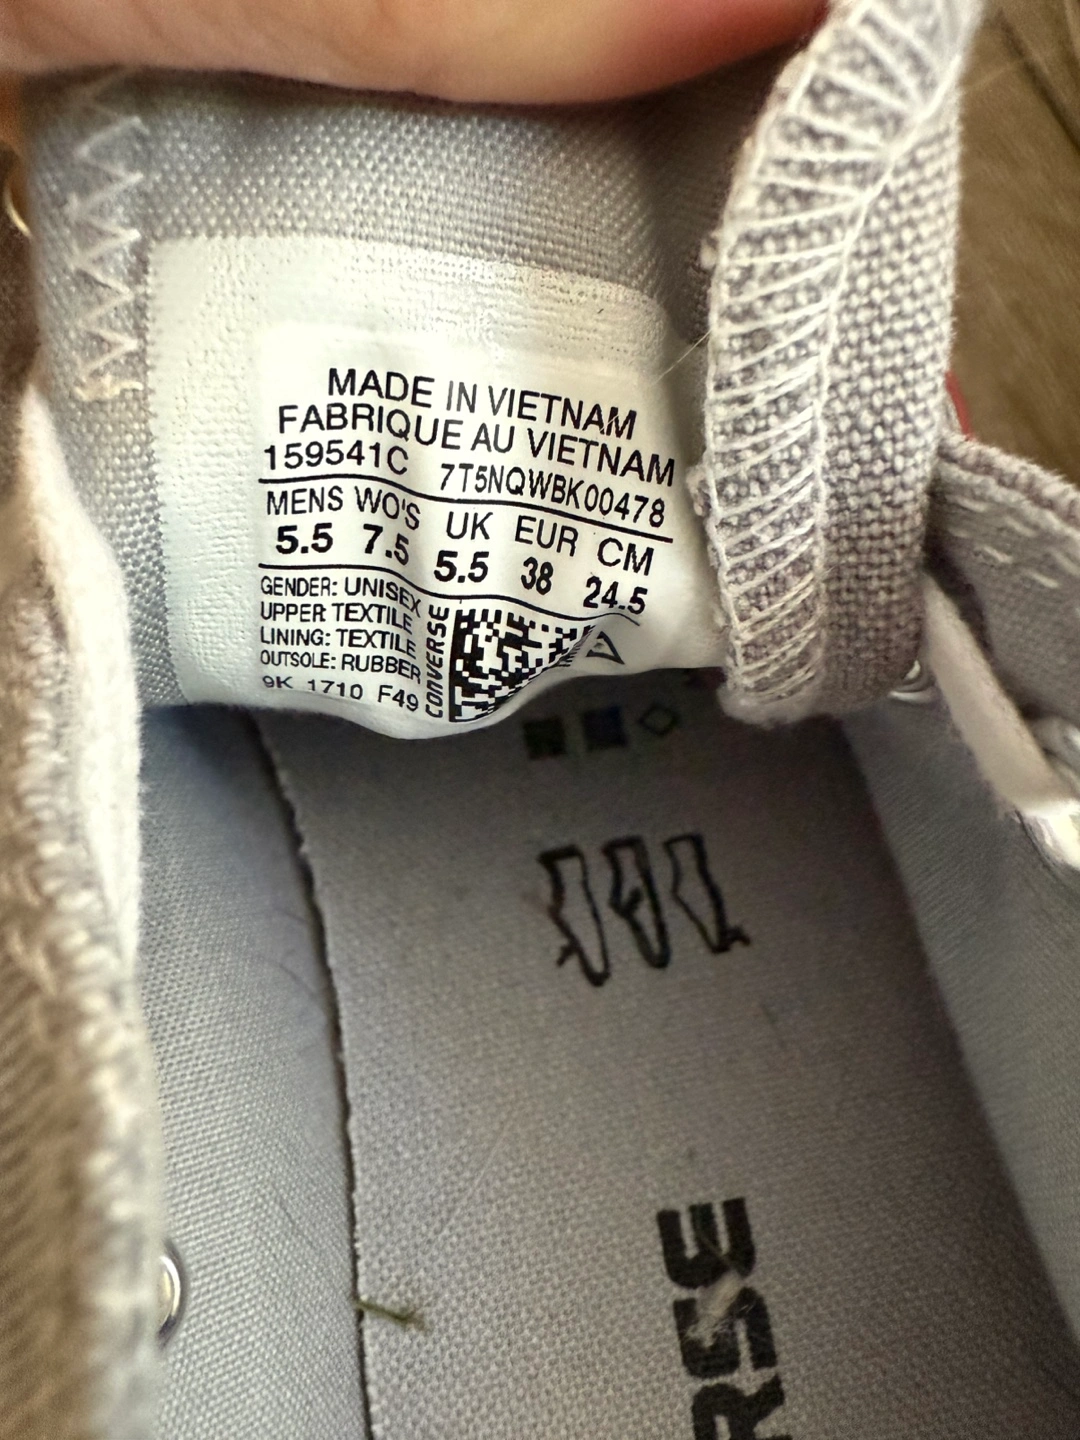 MADE IN VIETNAM
FABRIQUE AU VIETNAM
159541C 7T5NQWBK00478
MENS WO'S UK EUR CM
5.5 7.5 5.5 38 24.5
GENDER: UNISEX
UPPER TEXTILE
LINING: TEXTILE
OUTSOLE: RUBBER
9K 1710 F49
CONVERSE
RSE